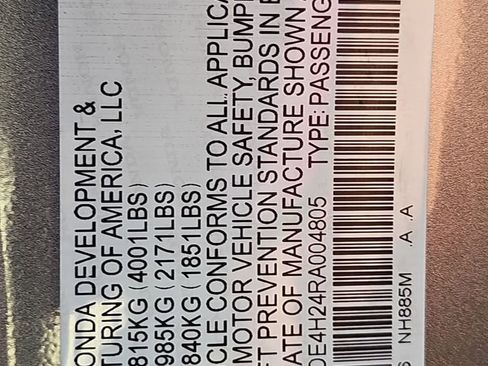 ONDA DEVELOPMENT &
TURING OF AMERICA, LLC
815KG (4001LBS)
985KG (2171LBS)
840KG (1851LBS)
CLE CONFORMS TO ALL APPLICA
MOTOR VEHICLE SAFETY, BUMP
FT PREVENTION STANDARDS IN E
ATE OF MANUFACTURE SHOWN
DE4H24RA004805 TYPE: PASSENG
NH885M A A